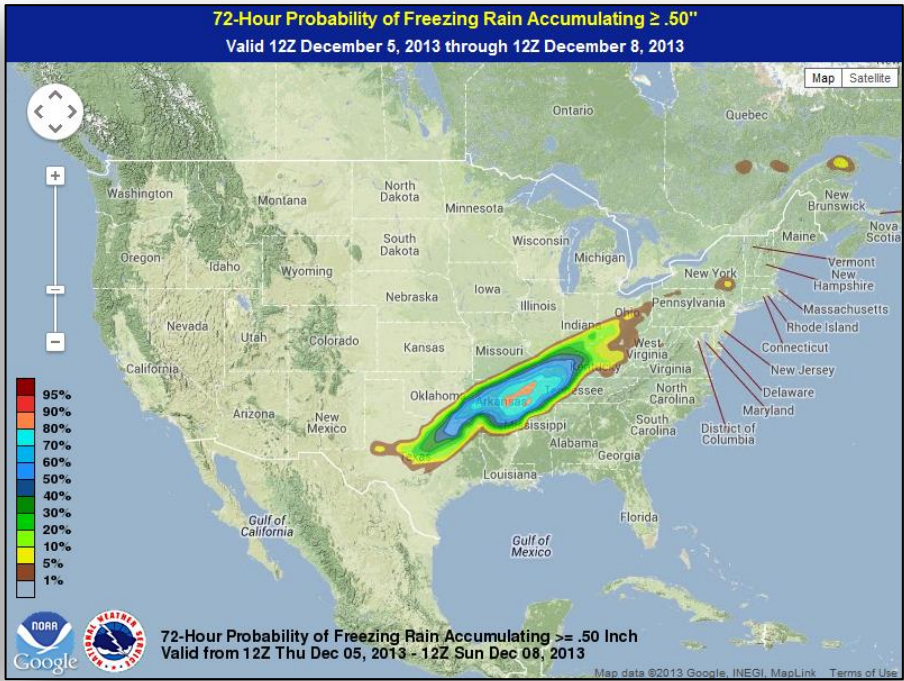 72-Hour Probability of Freezing Rain Accumulating ≥ .50"
Valid 12Z December 5, 2013 through 12Z December 8, 2013
Map
Satellite
Ontario
Quebec
Washington
Montana
North
Dakota
Minnesota
New
Brunswick
Nova
Scotia
Maine
Oregon
Idaho
Wyoming
South
Dakota
Wisconsin
Michigan
Vermont
New
Hampshire
New York
Massachusetts
Rhode Island
Connecticut
Nebraska
Iowa
Illinois
Indiana
Ohio
Pennsylvania
Nevada
Utah
Colorado
Kansas
Missouri
West
Virginia
Virginia
New Jersey
Delaware
Maryland
District of
Columbia
California
Arizona
New
Mexico
Oklahoma
Arkansas
Kentucky
Tennessee
North
Carolina
South
Carolina
Mississippi
Alabama
Georgia
Texas
Louisiana
Florida
Gulf of
California
Gulf of
Mexico
95%
90%
80%
70%
60%
50%
40%
30%
20%
10%
5%
1%
NOAA
NATIONAL WEATHER SERVICE
Google
72-Hour Probability of Freezing Rain Accumulating >= .50 Inch
Valid from 12Z Thu Dec 05, 2013 - 12Z Sun Dec 08, 2013
Map data ©2013 Google, INEGI, MapLink
Terms of Use